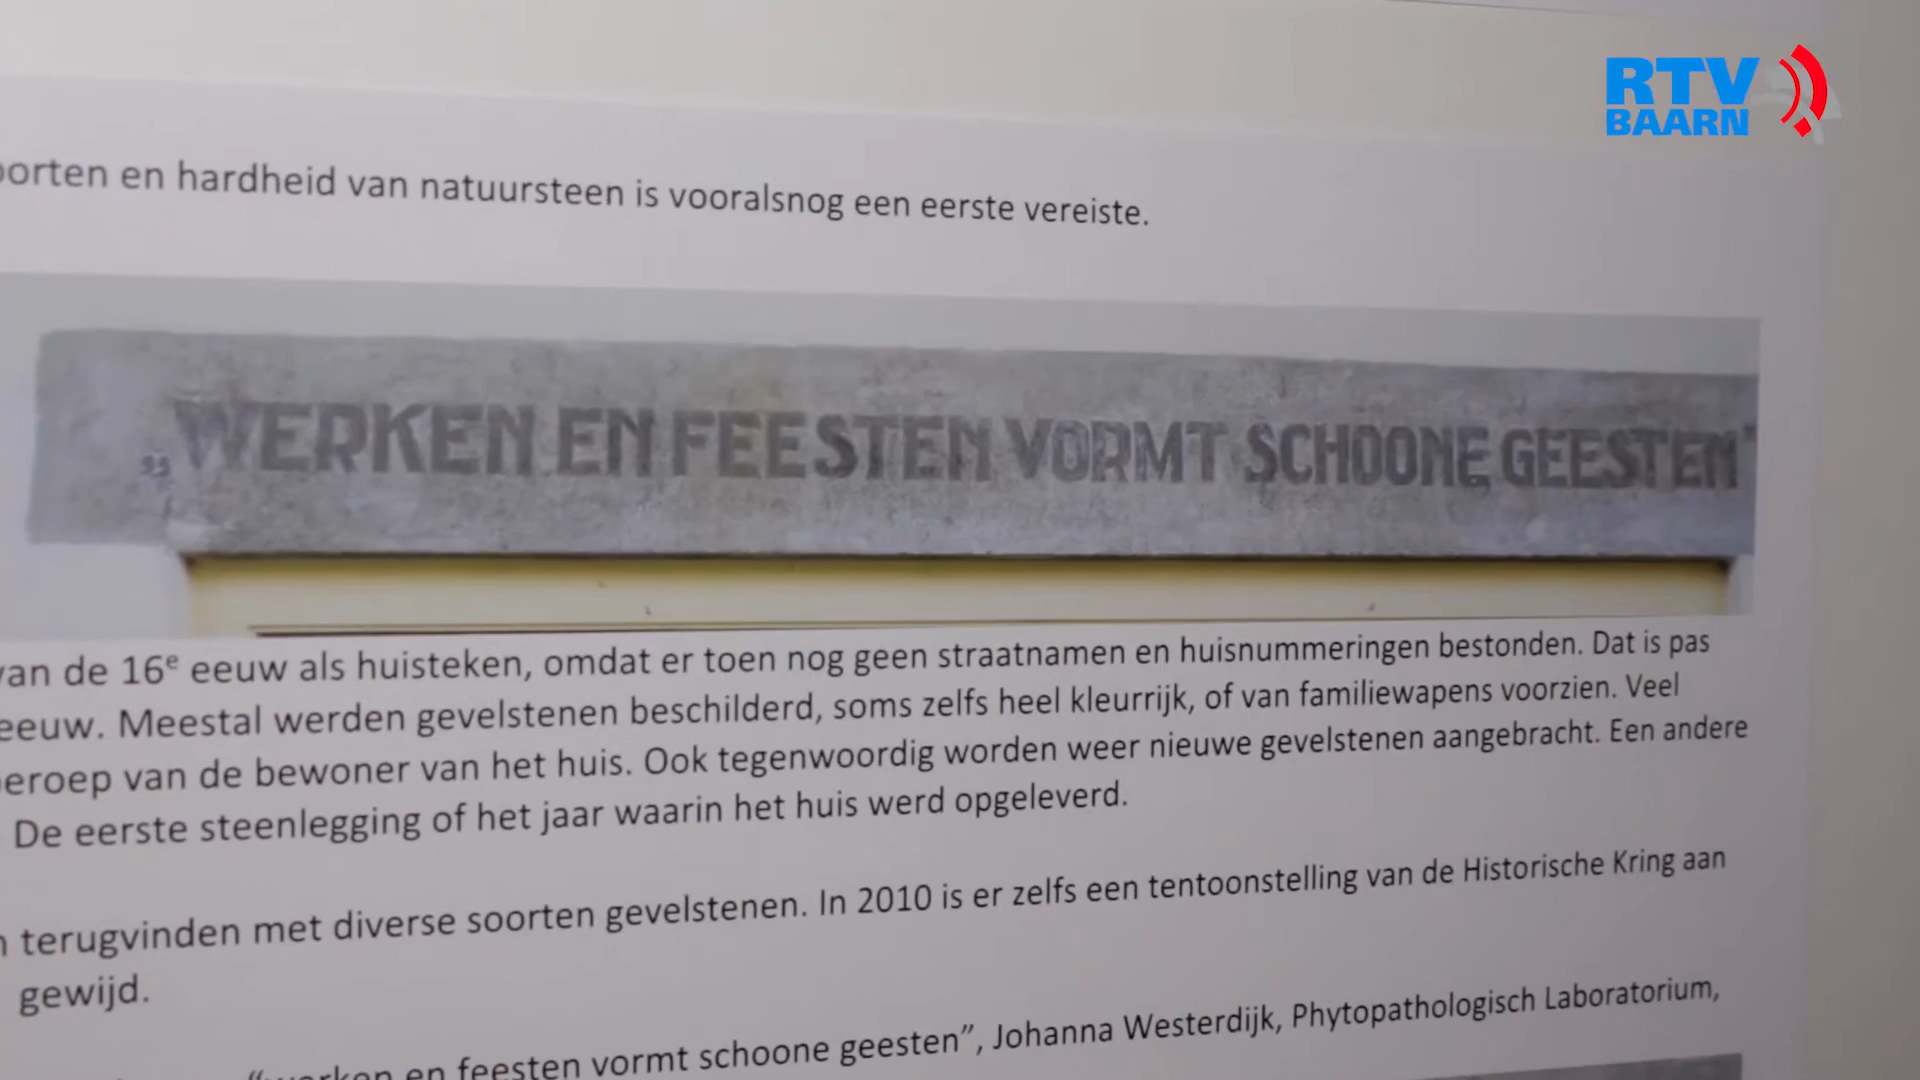 RTV
BAARN
oorten en hardheid van natuursteen is vooralsnog een eerste vereiste.
„WERKEN EN FEESTEN VORMT SCHOONE GEESTEN"
van de 16e eeuw als huisteken, omdat er toen nog geen straatnamen en huisnummeringen bestonden. Dat is pas
eeuw. Meestal werden gevelstenen beschilderd, soms zelfs heel kleurrijk, of van familiewapens voorzien. Veel
beroep van de bewoner van het huis. Ook tegenwoordig worden weer nieuwe gevelstenen aangebracht. Een andere
De eerste steenlegging of het jaar waarin het huis werd opgeleverd.
terugvinden met diverse soorten gevelstenen. In 2010 is er zelfs een tentoonstelling van de Historische Kring aan
gewijd.
“werken en feesten vormt schoone geesten”, Johanna Westerdijk, Phytopathologisch Laboratorium,